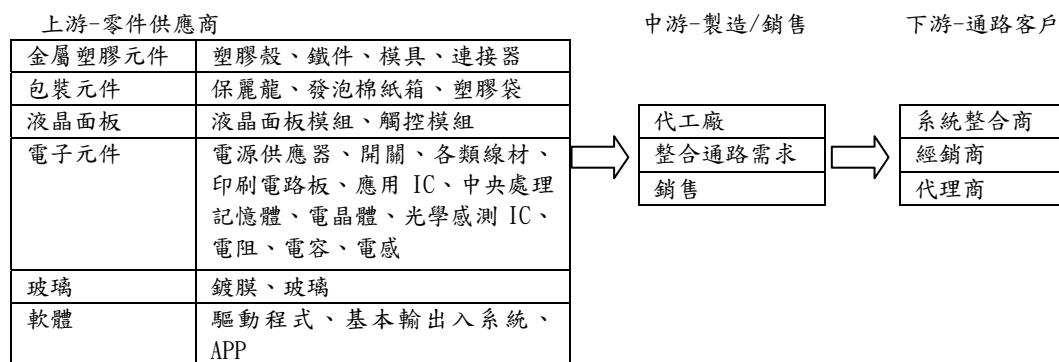 上游-零件供應商
中游-製造/銷售
下游-通路客戶
金屬塑膠元件 塑膠殼、鐵件、模具、連接器
包裝元件 保麗龍、發泡棉紙箱、塑膠袋
液晶面板 液晶面板模組、觸控模組
電子元件 電源供應器、開關、各類線材、
印刷電路板、應用 IC、中央處理
記憶體、電晶體、光學感測 IC、
電阻、電容、電感
玻璃 鍍膜、玻璃
軟體 驅動程式、基本輸出入系統、
APP
代工廠
整合通路需求
銷售
系統整合商
經銷商
代理商